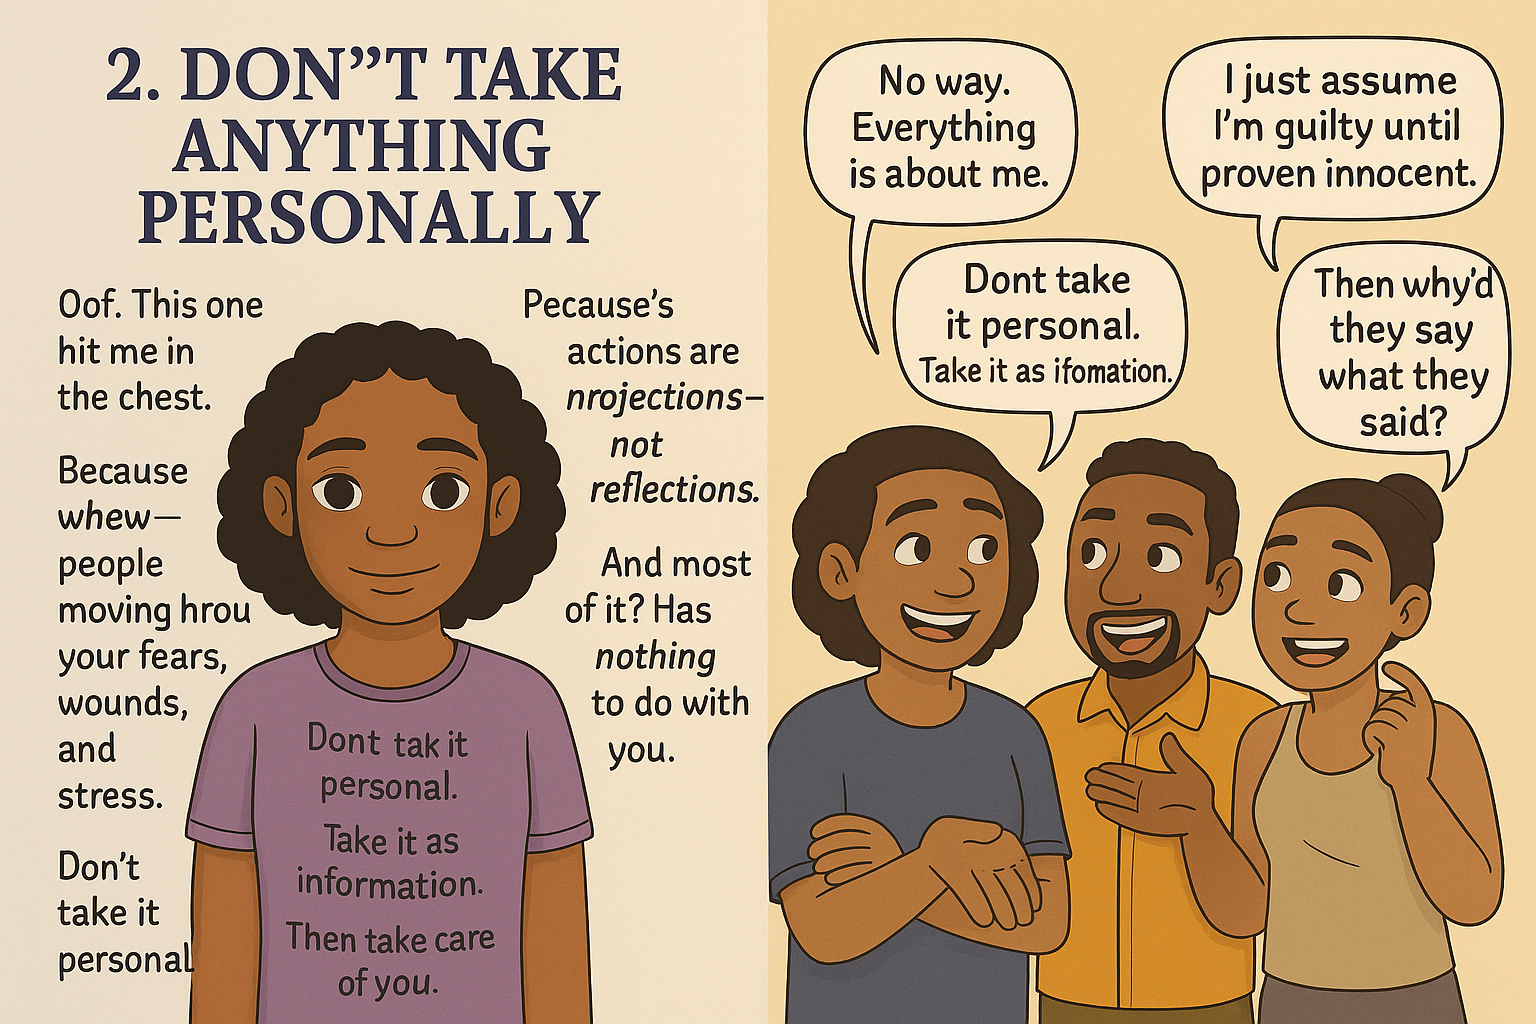 2. DON”T TAKE
ANYTHING
PERSONALLY
Oof. This one
hit me in
the chest.
Because
whew—
people
moving hrou
your fears,
wounds,
and
stress.
Don't
take it
personal
Pecause's
actions are
nrojections—
not
reflections.
And most
of it? Has
nothing
to do with
you.
Dont tak it
personal.
Take it as
information.
Then take care
of you.
No way.
Everything
is about me.
I just assume
I'm guilty until
proven innocent.
Dont take
it personal.
Take it as ifomation.
Then why'd
they say
what they
said?